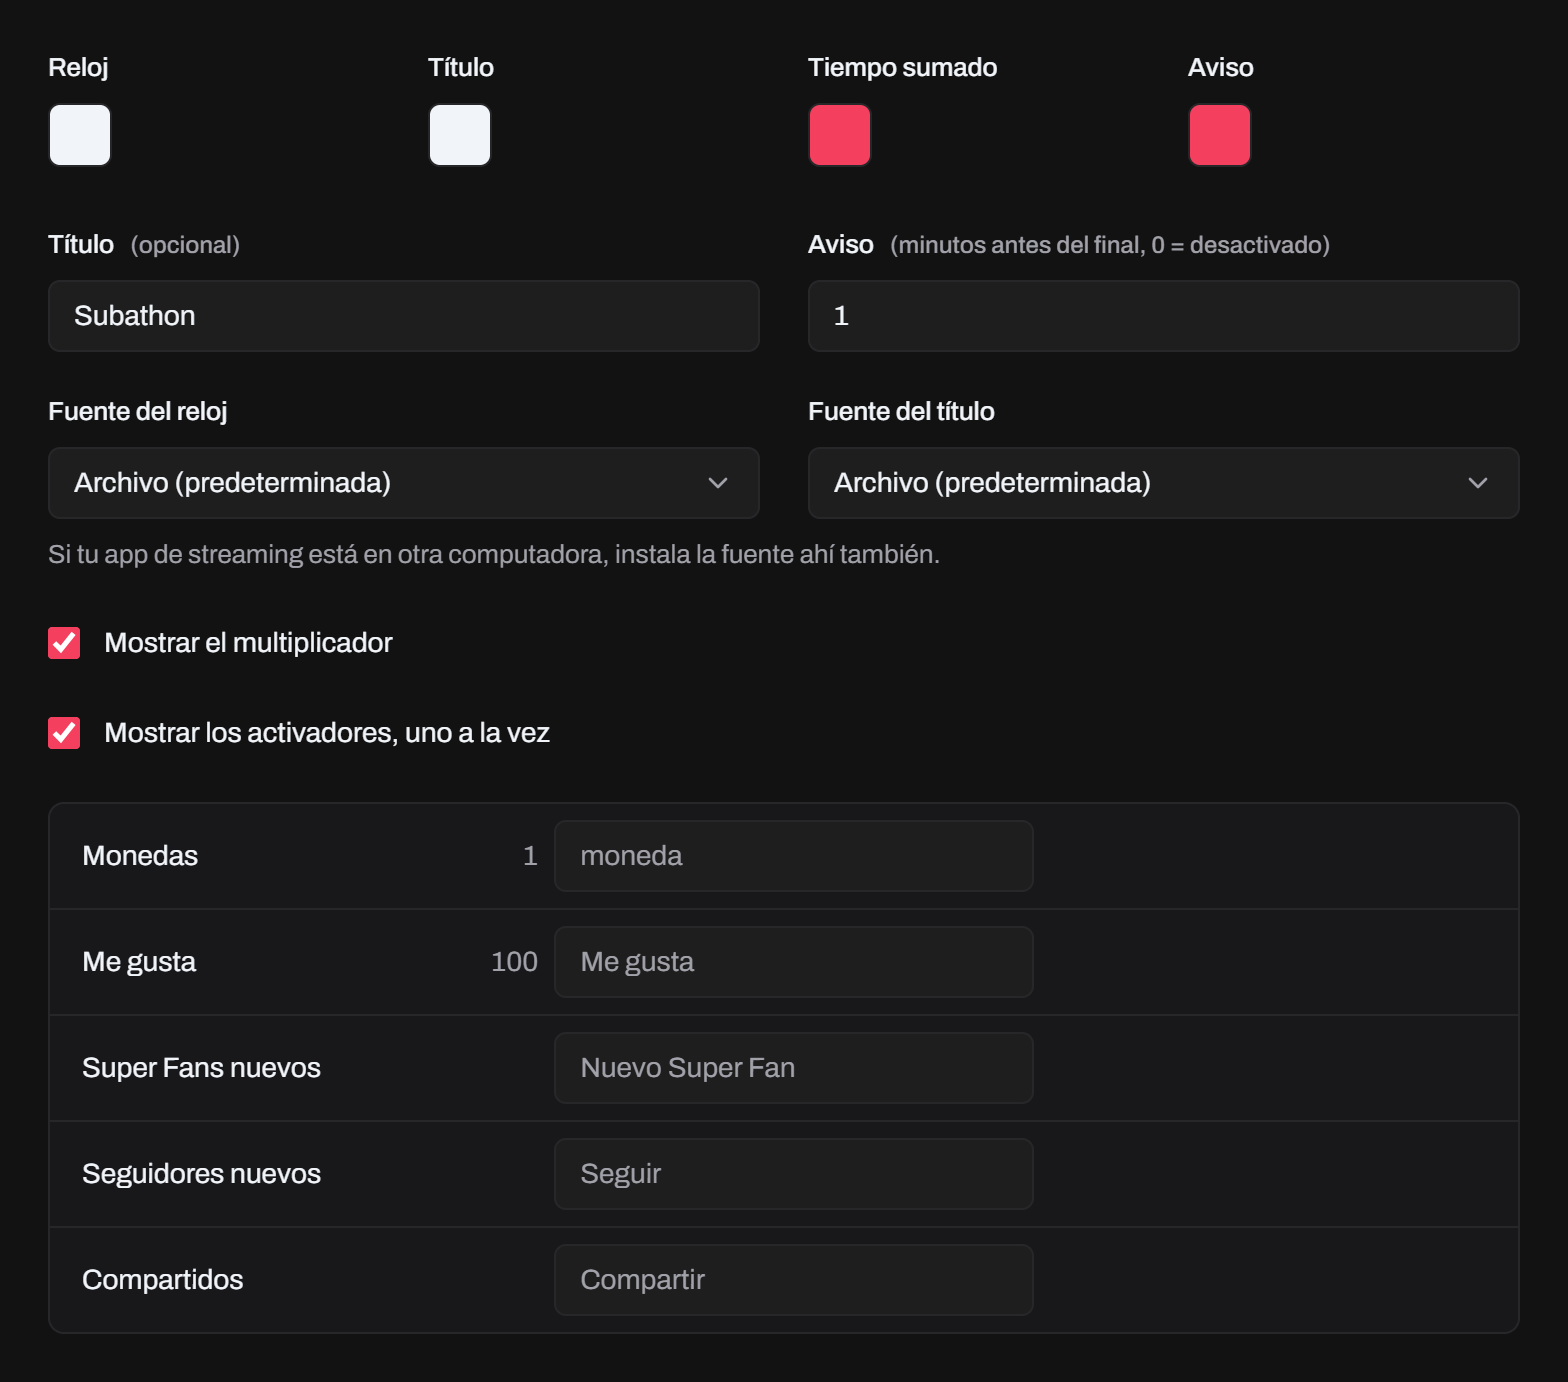 Reloj Título Tiempo sumado Aviso
Título (opcional) Aviso (minutos antes del final, 0 = desactivado)
Subathon 1
Fuente del reloj Fuente del título
Archivo (predeterminada) Archivo (predeterminada)
Si tu app de streaming está en otra computadora, instala la fuente ahí también.
Mostrar el multiplicador
Mostrar los activadores, uno a la vez
Monedas 1 moneda
Me gusta 100 Me gusta
Super Fans nuevos Nuevo Super Fan
Seguidores nuevos Seguir
Compartidos Compartir